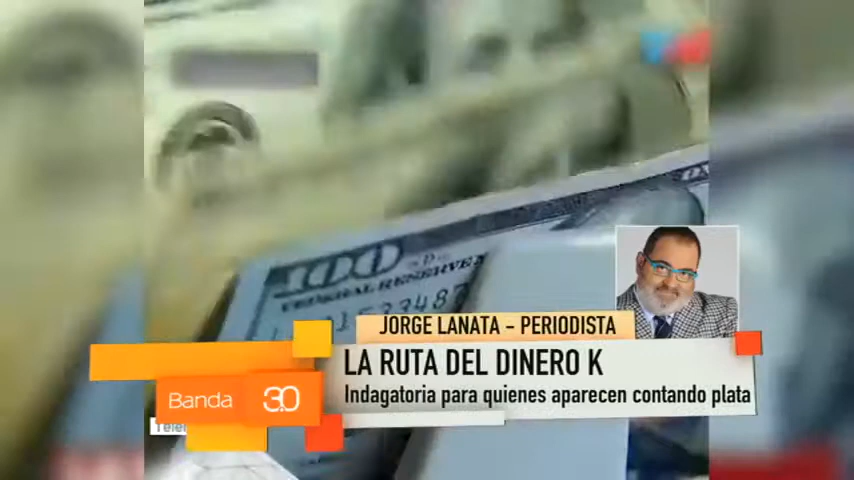 100
FEDERAL RESERVE
JORGE LANATA - PERIODISTA
LA RUTA DEL DINERO K
Indagatoria para quienes aparecen contando plata
Banda 3.0